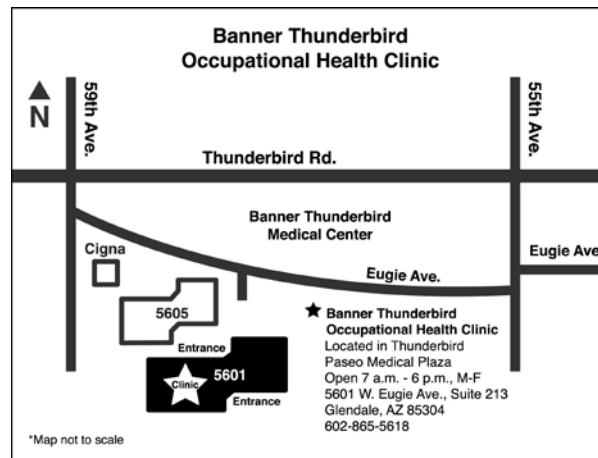 Banner Thunderbird
Occupational Health Clinic
59th Ave.
55th Ave.
N
Thunderbird Rd.
Banner Thunderbird
Medical Center
Cigna
Eugie Ave.
Eugie Ave
5605
Banner Thunderbird
Occupational Health Clinic
Located in Thunderbird
Paseo Medical Plaza
Open 7 a.m. - 6 p.m., M-F
5601 W. Eugie Ave., Suite 213
Glendale, AZ 85304
602-865-5618
Entrance
Clinic
5601
Entrance
*Map not to scale